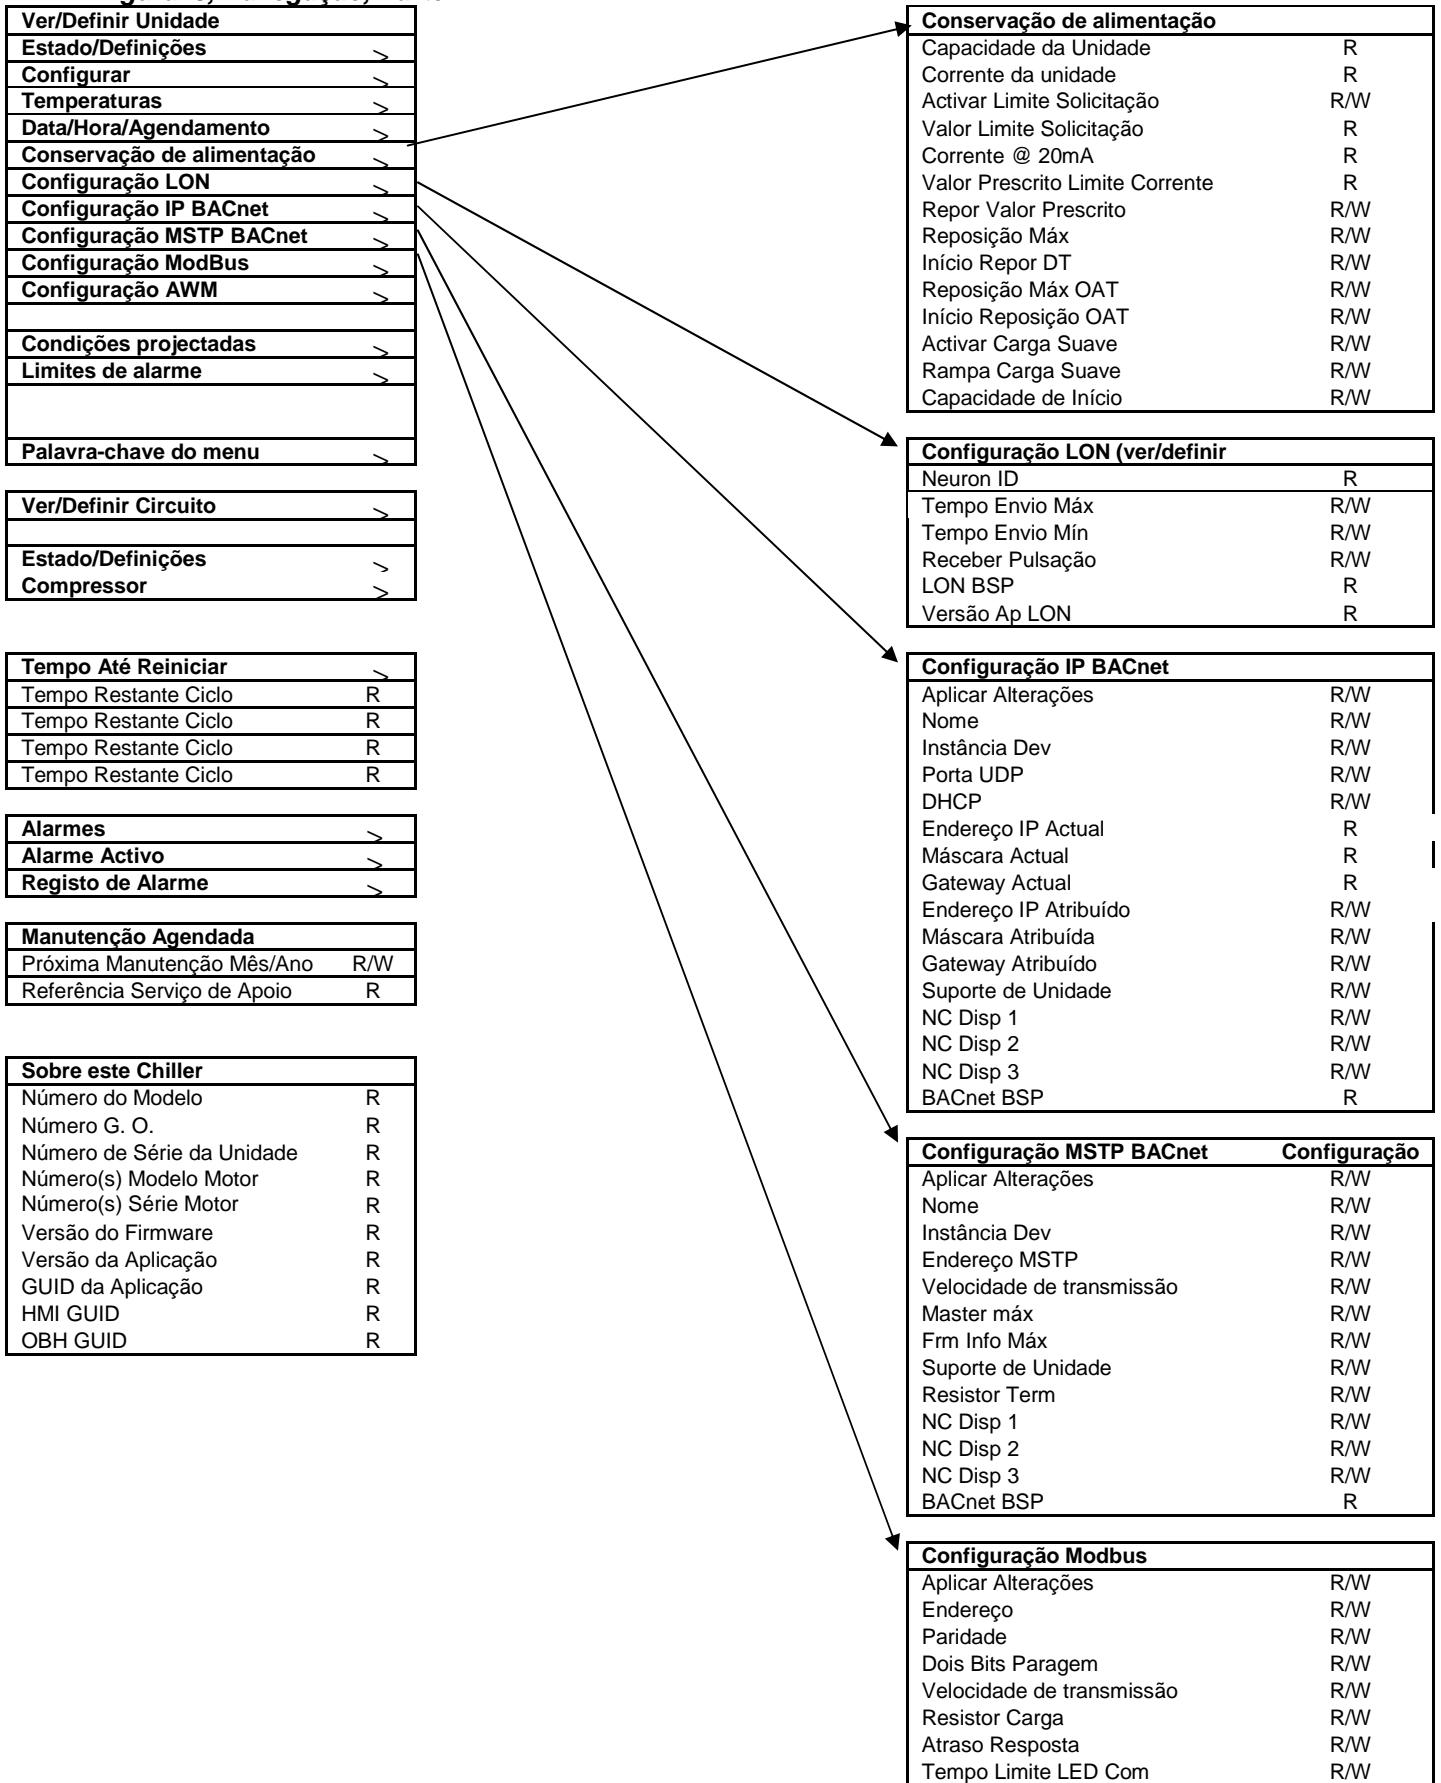 Ver/Definir Unidade
Estado/Definições >
Configurar >
Temperaturas >
Data/Hora/Agendamento >
Conservação de alimentação >
Configuração LON >
Configuração IP BACnet >
Configuração MSTP BACnet >
Configuração ModBus >
Configuração AWM >
Condições projectadas >
Limites de alarme >
Palavra-chave do menu >
Ver/Definir Circuito >
Estado/Definições >
Compressor >
Tempo Até Reiniciar >
Tempo Restante Ciclo R
Tempo Restante Ciclo R
Tempo Restante Ciclo R
Tempo Restante Ciclo R
Alarmes >
Alarme Activo >
Registo de Alarme >
Manutenção Agendada
Próxima Manutenção Mês/Ano R/W
Referência Serviço de Apoio R
Sobre este Chiller
Número do Modelo R
Número G. O. R
Número de Série da Unidade R
Número(s) Modelo Motor R
Número(s) Série Motor R
Versão do Firmware R
Versão da Aplicação R
GUID da Aplicação R
HMI GUID R
OBH GUID R
Conservação de alimentação
Capacidade da Unidade R
Corrente da unidade R
Activar Limite Solicitação R/W
Valor Limite Solicitação R
Corrente @ 20mA R
Valor Prescrito Limite Corrente R
Repor Valor Prescrito R/W
Reposição Máx R/W
Início Repor DT R/W
Reposição Máx OAT R/W
Início Reposição OAT R/W
Activar Carga Suave R/W
Rampa Carga Suave R/W
Capacidade de Início R/W
Configuração LON (ver/definir
Neuron ID R
Tempo Envio Máx R/W
Tempo Envio Mín R/W
Receber Pulsação R/W
LON BSP R
Versão Ap LON R
Configuração IP BACnet
Aplicar Alterações R/W
Nome R/W
Instância Dev R/W
Porta UDP R/W
DHCP R/W
Endereço IP Actual R
Máscara Actual R
Gateway Actual R
Endereço IP Atribuído R/W
Máscara Atribuída R/W
Gateway Atribuído R/W
Suporte de Unidade R/W
NC Disp 1 R/W
NC Disp 2 R/W
NC Disp 3 R/W
BACnet BSP R
Configuração MSTP BACnet Configuração
Aplicar Alterações R/W
Nome R/W
Instância Dev R/W
Endereço MSTP R/W
Velocidade de transmissão R/W
Master máx R/W
Frm Info Máx R/W
Suporte de Unidade R/W
Resistor Term R/W
NC Disp 1 R/W
NC Disp 2 R/W
NC Disp 3 R/W
BACnet BSP R
Configuração Modbus
Aplicar Alterações R/W
Endereço R/W
Paridade R/W
Dois Bits Paragem R/W
Velocidade de transmissão R/W
Resistor Carga R/W
Atraso Resposta R/W
Tempo Limite LED Com R/W